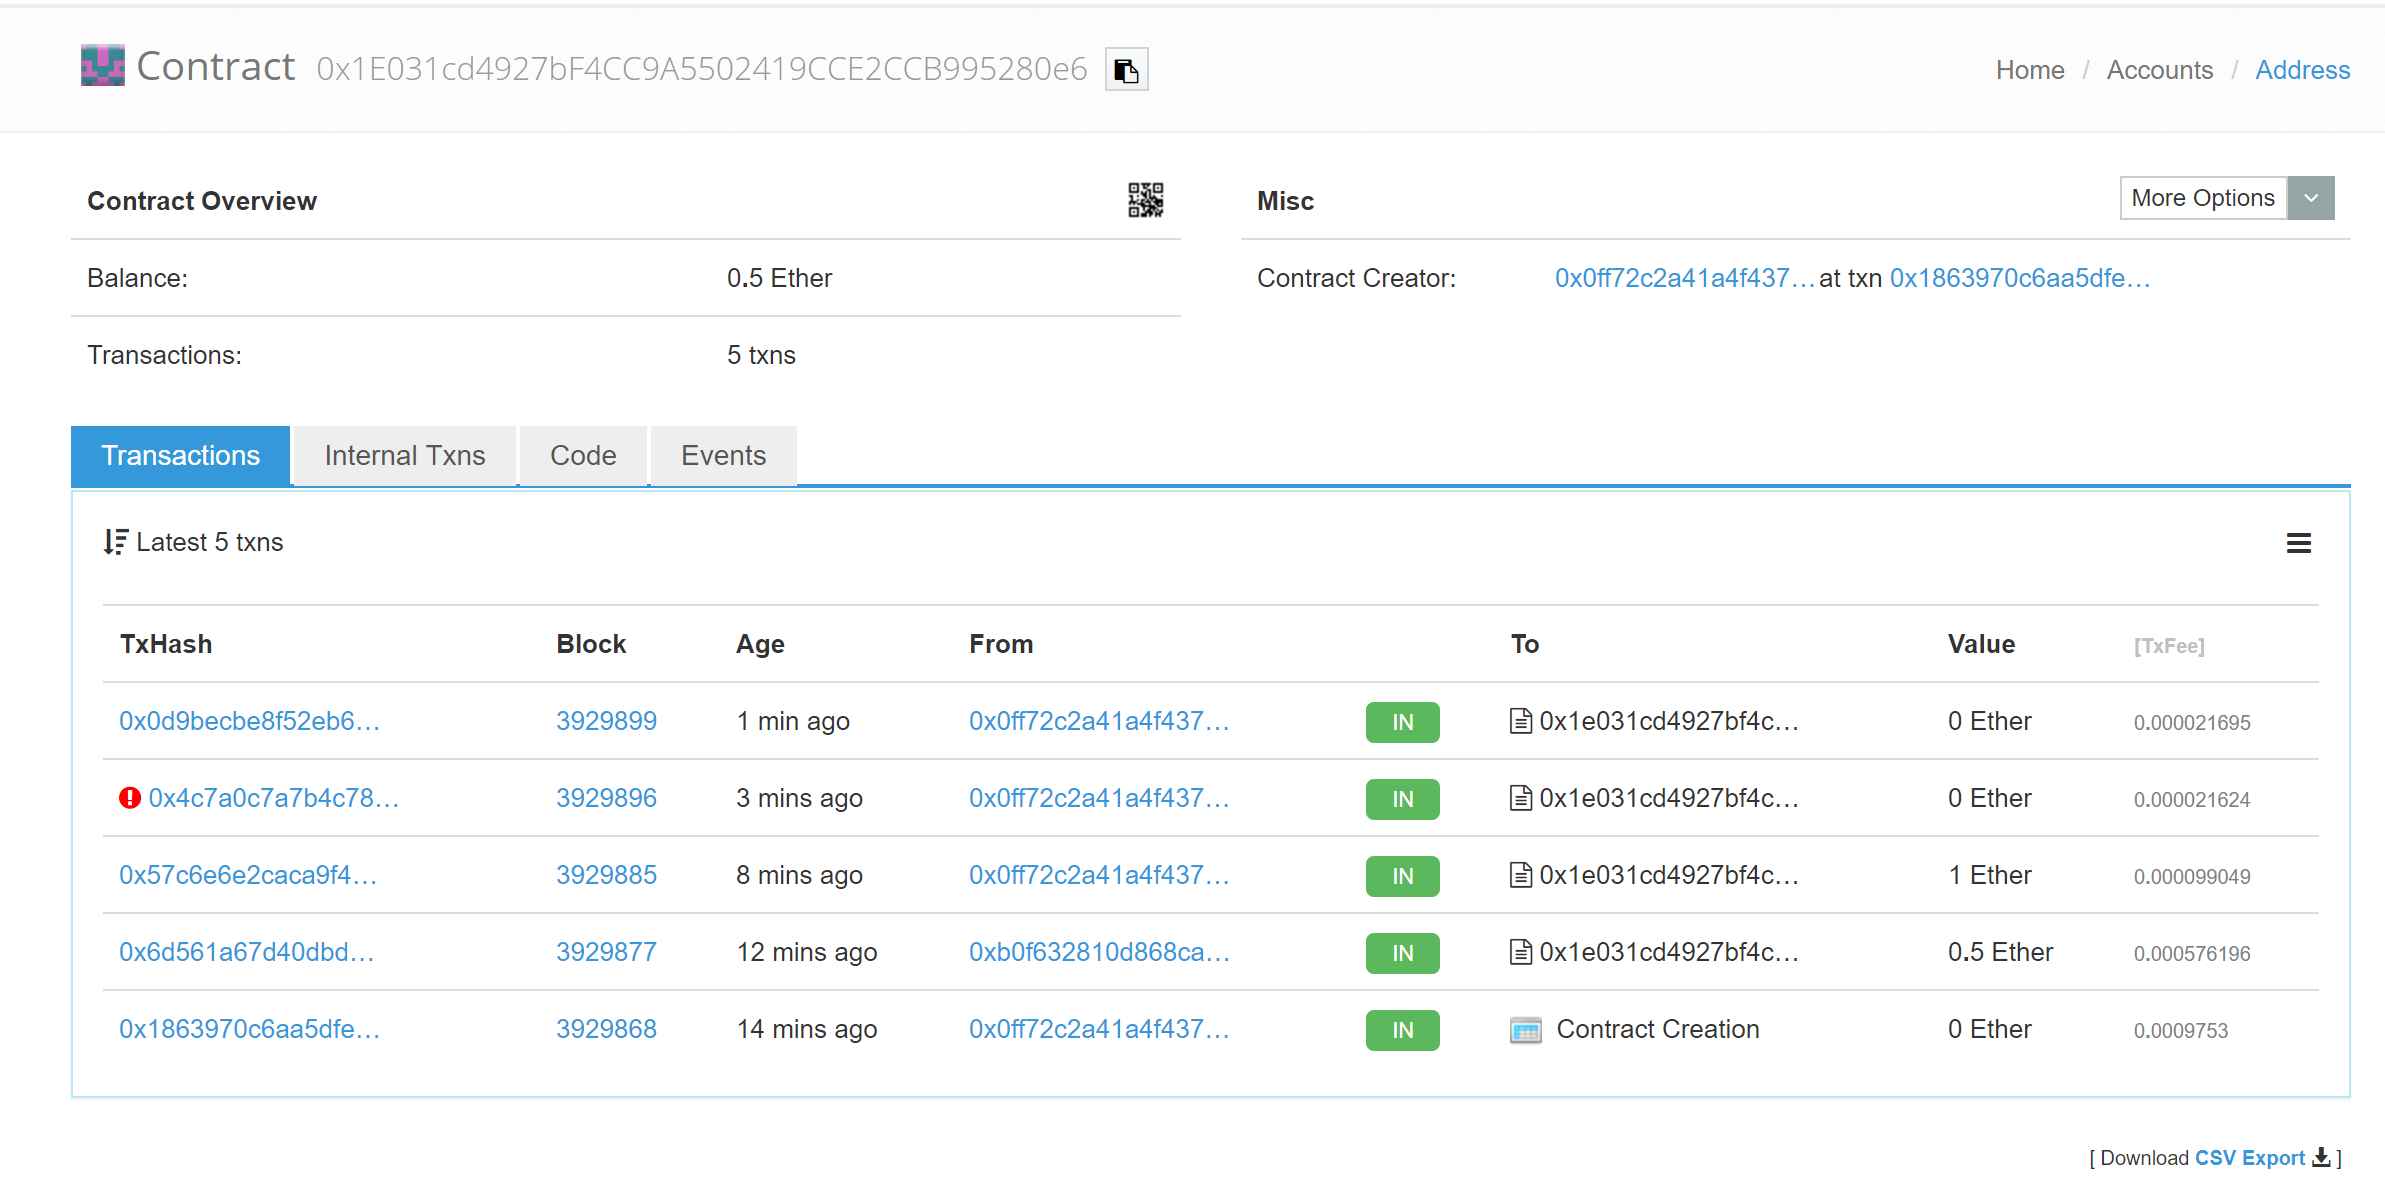 Contract 0x1E031cd4927bF4CC9A5502419CCE2CCB995280e6
Home / Accounts / Address
Contract Overview
Balance: 0.5 Ether
Transactions: 5 txns
Misc
More Options
Contract Creator: 0x0ff72c2a41a4f437... at txn 0x1863970c6aa5dfe...
Transactions Internal Txns Code Events
Latest 5 txns
TxHash Block Age From To Value [TxFee]
0x0d9becbe8f52eb6... 3929899 1 min ago 0x0ff72c2a41a4f437... IN 0x1e031cd4927bf4c... 0 Ether 0.000021695
0x4c7a0c7a7b4c78... 3929896 3 mins ago 0x0ff72c2a41a4f437... IN 0x1e031cd4927bf4c... 0 Ether 0.000021624
0x57c6e6e2caca9f4... 3929885 8 mins ago 0x0ff72c2a41a4f437... IN 0x1e031cd4927bf4c... 1 Ether 0.000099049
0x6d561a67d40dbd... 3929877 12 mins ago 0xb0f632810d868ca... IN 0x1e031cd4927bf4c... 0.5 Ether 0.000576196
0x1863970c6aa5dfe... 3929868 14 mins ago 0x0ff72c2a41a4f437... IN Contract Creation 0 Ether 0.0009753
[ Download CSV Export ]